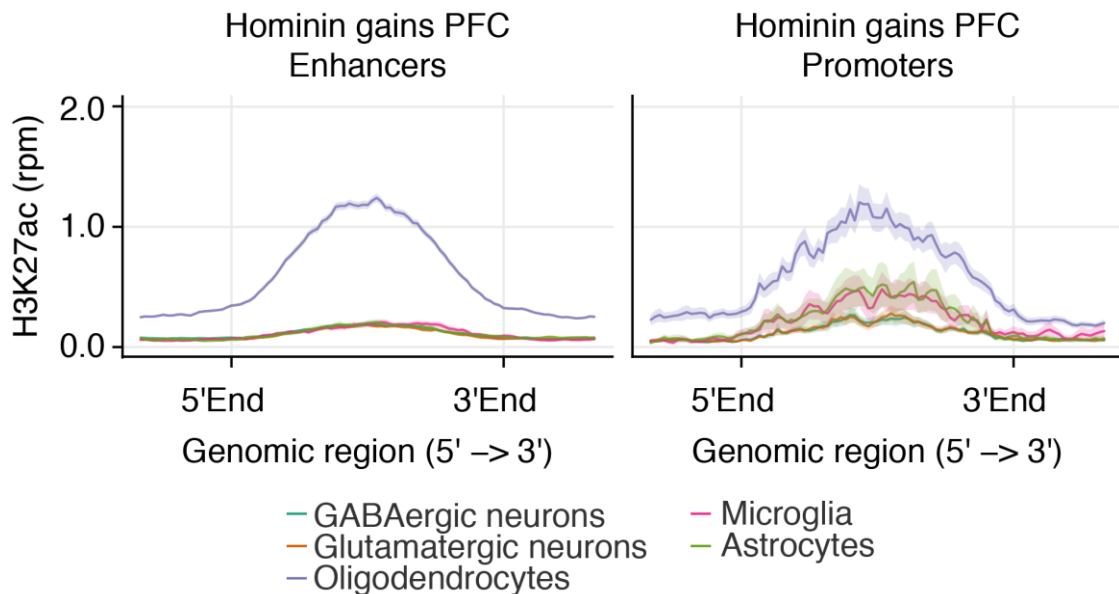 Hominin gains PFC
Enhancers
Hominin gains PFC
Promoters
H3K27ac (rpm)
2.0
1.0
0.0
5'End
3'End
5'End
3'End
Genomic region (5' –> 3')
Genomic region (5' –> 3')
GABAergic neurons
Glutamatergic neurons
Oligodendrocytes
Microglia
Astrocytes